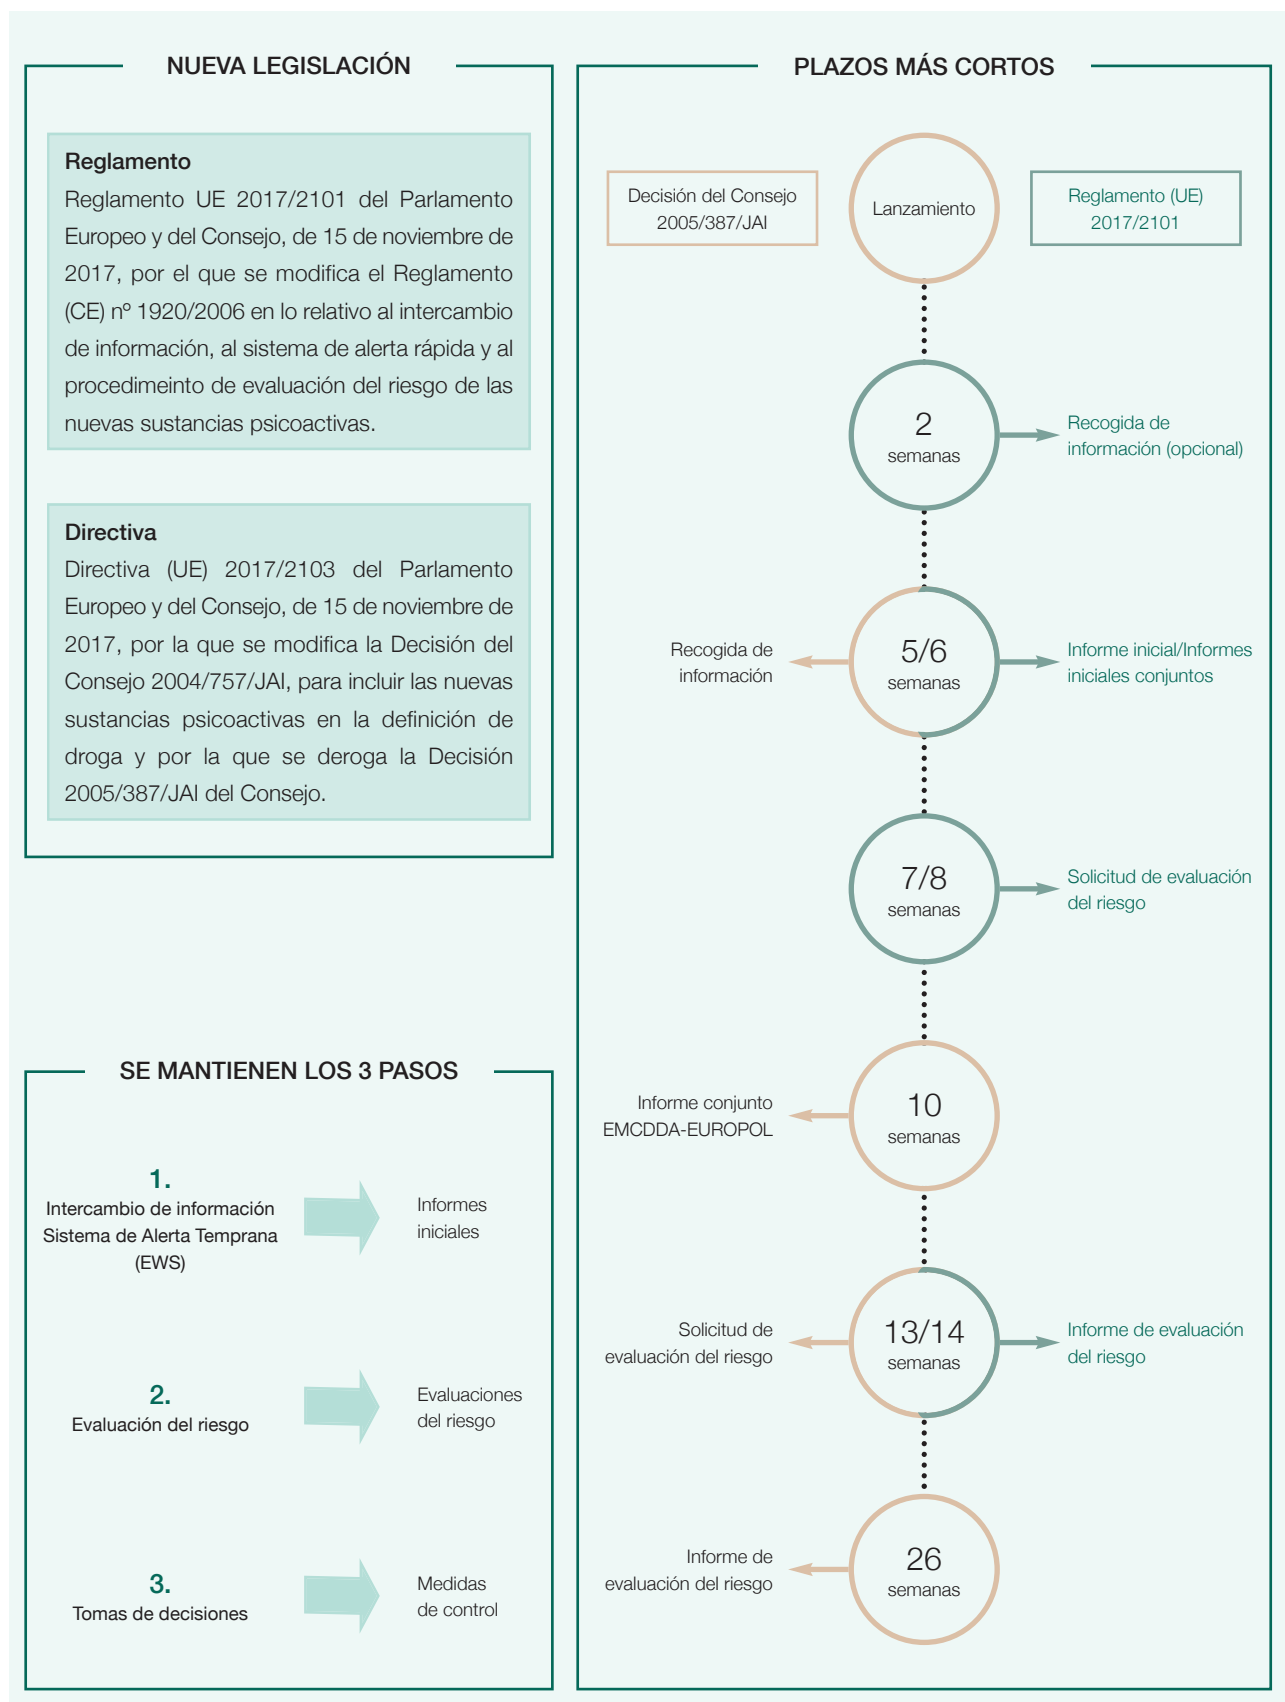 NUEVA LEGISLACIÓN
Reglamento
Reglamento UE 2017/2101 del Parlamento
Europeo y del Consejo, de 15 de noviembre de
2017, por el que se modifica el Reglamento
(CE) nº 1920/2006 en lo relativo al intercambio
de información, al sistema de alerta rápida y al
procedimeinto de evaluación del riesgo de las
nuevas sustancias psicoactivas.
Directiva
Directiva (UE) 2017/2103 del Parlamento
Europeo y del Consejo, de 15 de noviembre de
2017, por la que se modifica la Decisión del
Consejo 2004/757/JAI, para incluir las nuevas
sustancias psicoactivas en la definición de
droga y por la que se deroga la Decisión
2005/387/JAI del Consejo.
SE MANTIENEN LOS 3 PASOS
1.
Intercambio de información
Sistema de Alerta Temprana
(EWS)
Informes
iniciales
2.
Evaluación del riesgo
Evaluaciones
del riesgo
3.
Tomas de decisiones
Medidas
de control
PLAZOS MÁS CORTOS
Decisión del Consejo
2005/387/JAI
Lanzamiento
Reglamento (UE)
2017/2101
2
semanas
Recogida de
información (opcional)
Recogida de
información
5/6
semanas
Informe inicial/Informes
iniciales conjuntos
7/8
semanas
Solicitud de evaluación
del riesgo
Informe conjunto
EMCDDA-EUROPOL
10
semanas
Solicitud de
evaluación del riesgo
13/14
semanas
Informe de evaluación
del riesgo
Informe de
evaluación del riesgo
26
semanas